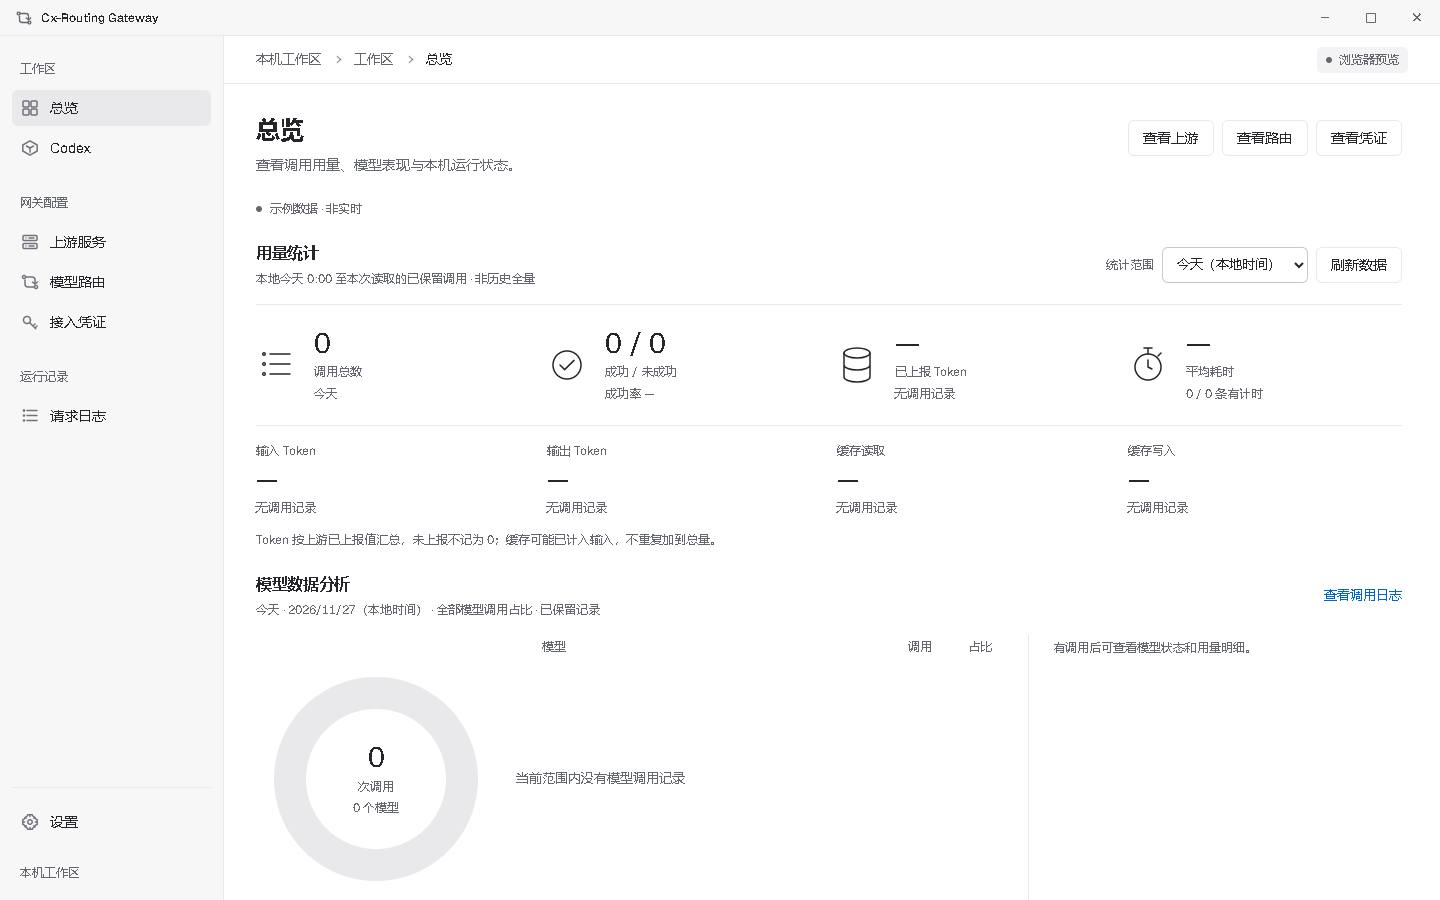 Cx-Routing Gateway
工作区
总览
Codex
网关配置
上游服务
模型路由
接入凭证
运行记录
请求日志
设置
本机工作区
本机工作区 > 工作区 > 总览
浏览器预览
总览
查看调用用量、模型表现与本机运行状态。
查看上游
查看路由
查看凭证
示例数据 · 非实时
用量统计
本地今天 0:00 至本次读取的已保留调用 · 非历史全量
统计范围
今天（本地时间）
刷新数据
0
调用总数
今天
0 / 0
成功 / 未成功
成功率 —
—
已上报 Token
无调用记录
—
平均耗时
0 / 0 条有计时
输入 Token
—
无调用记录
输出 Token
—
无调用记录
缓存读取
—
无调用记录
缓存写入
—
无调用记录
Token 按上游已上报值汇总，未上报不记为 0；缓存可能已计入输入，不重复加到总量。
模型数据分析
今天 · 2026/11/27（本地时间） · 全部模型调用占比 · 已保留记录
查看调用日志
模型
调用
占比
0
次调用
0 个模型
当前范围内没有模型调用记录
有调用后可查看模型状态和用量明细。